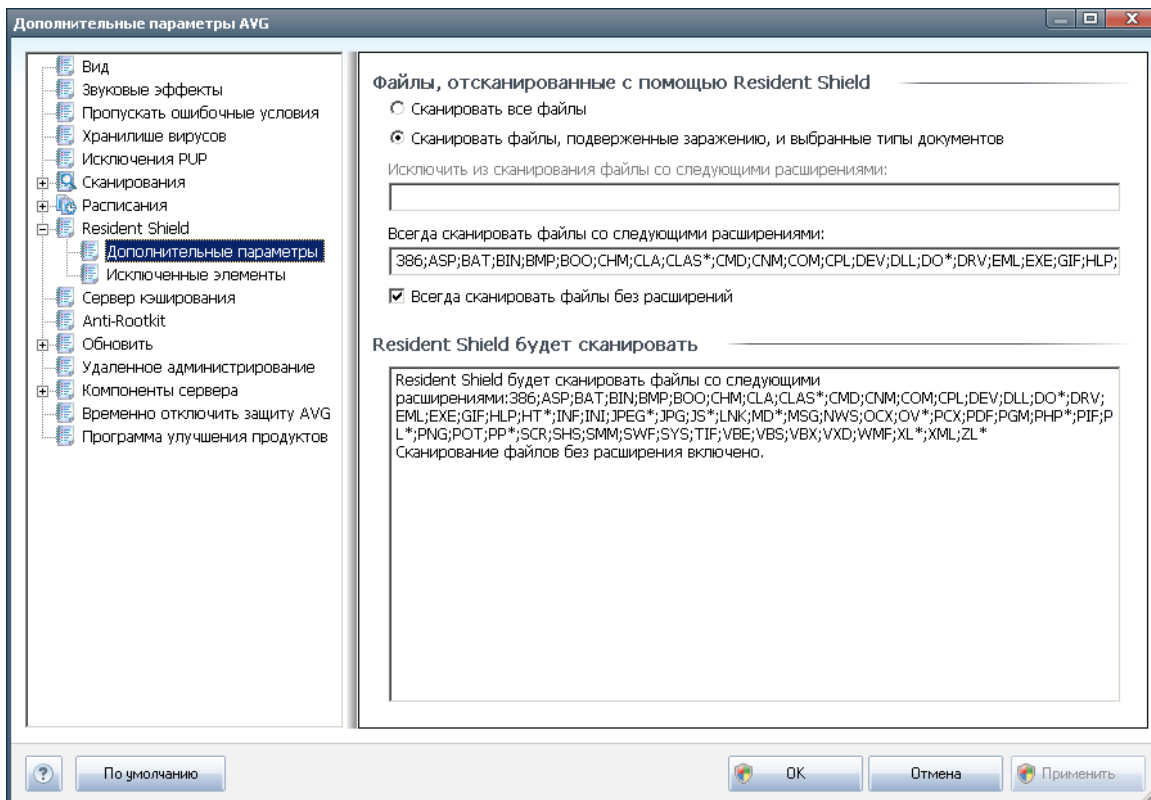 Дополнительные параметры AVG
Вид
Звуковые эффекты
Пропускать ошибочные условия
Хранилише вирусов
Исключения PUP
Сканирования
Расписания
Resident Shield
Дополнительные параметры
Исключенные элементы
Сервер кэширования
Anti-Rootkit
Обновить
Удаленное администрирование
Компоненты сервера
Временно отключить защиту AVG
Программа улучшения продуктов
Файлы, отсканированные с помощью Resident Shield
Сканировать все файлы
Сканировать файлы, подверженные заражению, и выбранные типы документов
Исключить из сканирования файлы со следующими расширениями:
Всегда сканировать файлы со следующими расширениями:
386;ASP;BAT;BIN;BMP;BOO;CHM;CLA;CLAS*;CMD;CNM;COM;CPL;DEV;DLL;DO*;DRV;EML;EXE;GIF;HLP;
Всегда сканировать файлы без расширений
Resident Shield будет сканировать
Resident Shield будет сканировать файлы со следующими
расширениями:386;ASP;BAT;BIN;BMP;BOO;CHM;CLA;CLAS*;CMD;CNM;COM;CPL;DEV;DLL;DO*;DRV;
EML;EXE;GIF;HLP;HT*;INF;INI;JPEG*;JPG;JS*;LNK;MD*;MSG;NWS;OCX;OV*;PCX;PDF;PGM;PHP*;PIF;P
L*;PNG;POT;PP*;SCR;SHS;SMM;SWF;SYS;TIF;VBE;VBS;VBX;VXD;WMF;XL*;XML;ZL*
Сканирование файлов без расширения включено.
? По умолчанию OK Отмена Применить